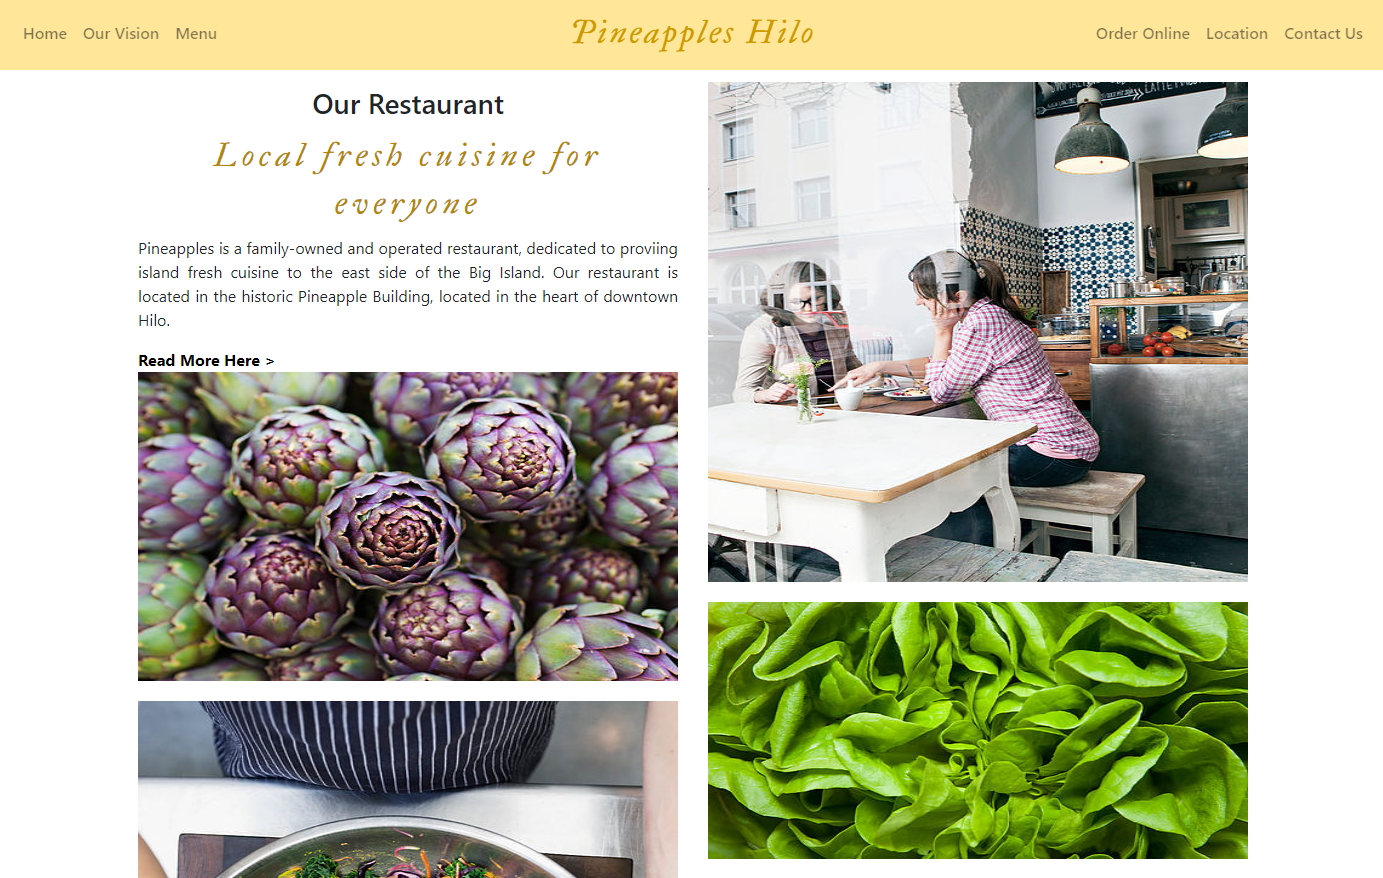 Home Our Vision Menu Pineapples Hilo Order Online Location Contact Us
Our Restaurant
Local fresh cuisine for
everyone
Pineapples is a family-owned and operated restaurant, dedicated to proviing
island fresh cuisine to the east side of the Big Island. Our restaurant is
located in the historic Pineapple Building, located in the heart of downtown
Hilo.
Read More Here >